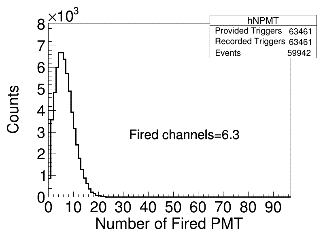 ×10³
hNPMT
Provided Triggers 63461
Recorded Triggers 63461
Events 59942
8
7
6
5
4
3
2
1
0
Counts
Fired channels=6.3
0 10 20 30 40 50 60 70 80 90
Number of Fired PMT